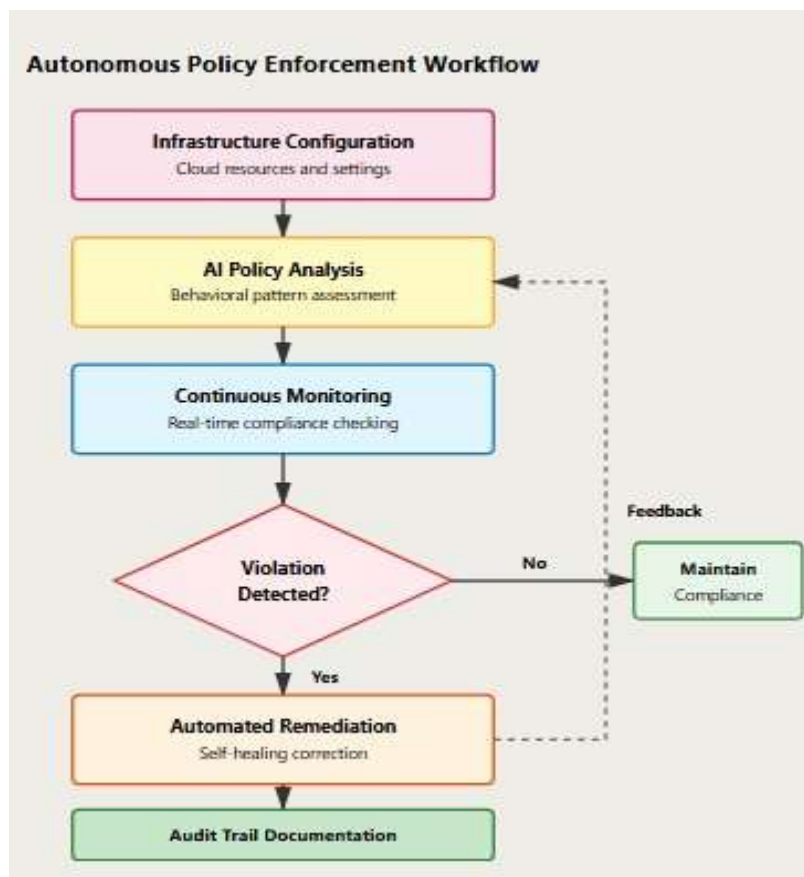 Autonomous Policy Enforcement Workflow
Infrastructure Configuration
Cloud resources and settings
AI Policy Analysis
Behavioral pattern assessment
Continuous Monitoring
Real-time compliance checking
Feedback
Violation
Detected?
No
Maintain
Compliance
Yes
Automated Remediation
Self-healing correction
Audit Trail Documentation